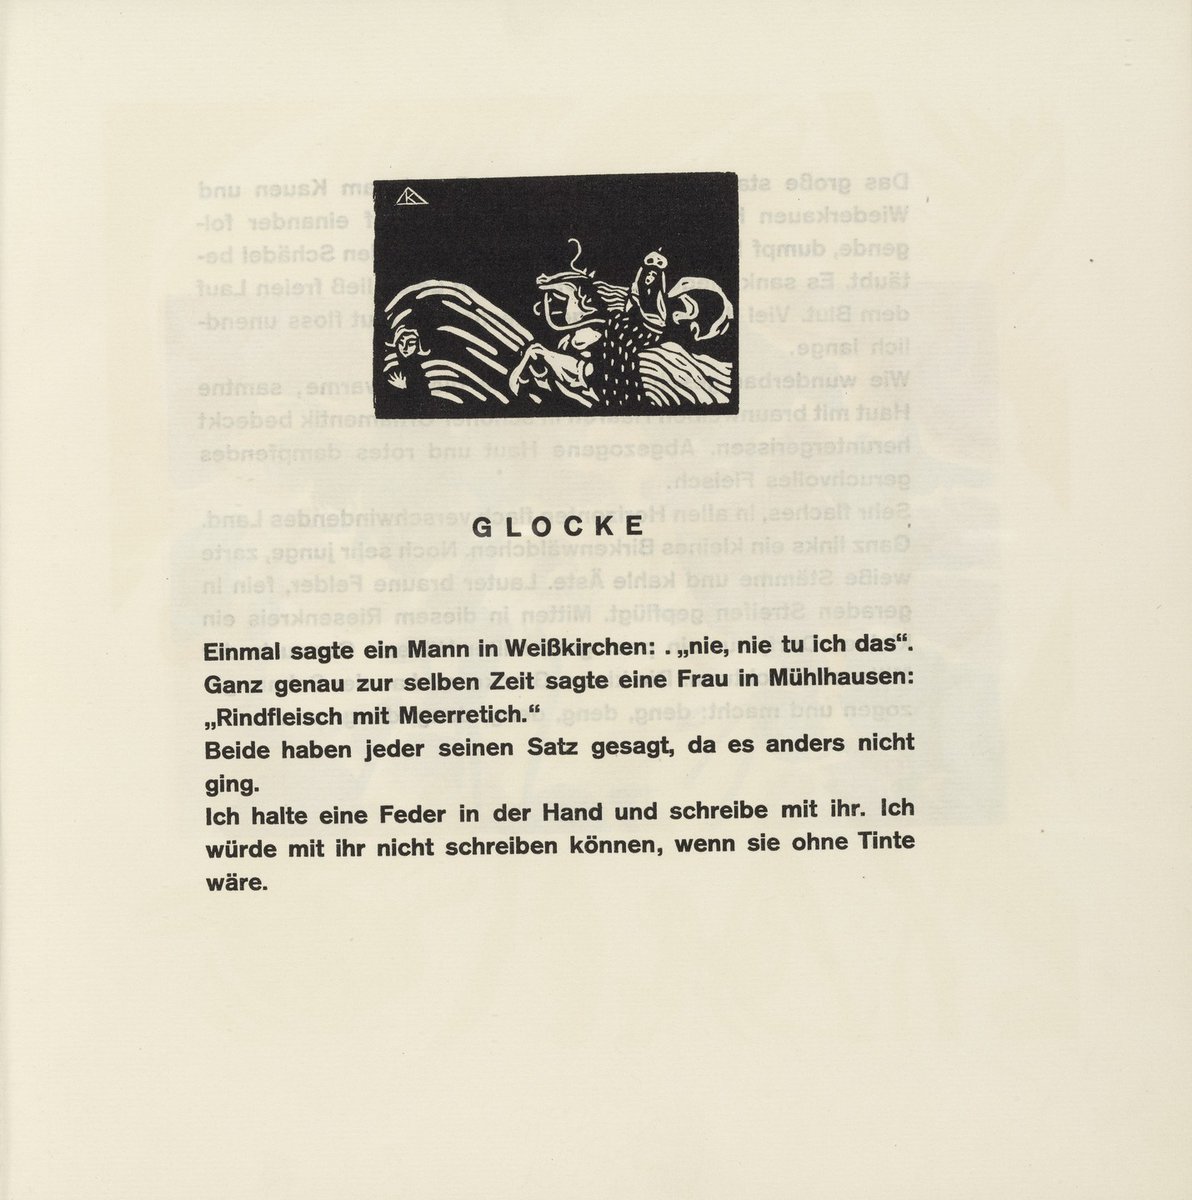 GLOCKE
Einmal sagte ein Mann in Weißkirchen: . „nie, nie tu ich das“.
Ganz genau zur selben Zeit sagte eine Frau in Mühlhausen:
„Rindfleisch mit Meerretich.“
Beide haben jeder seinen Satz gesagt, da es anders nicht
ging.
Ich halte eine Feder in der Hand und schreibe mit ihr. Ich
würde mit ihr nicht schreiben können, wenn sie ohne Tinte
wäre.